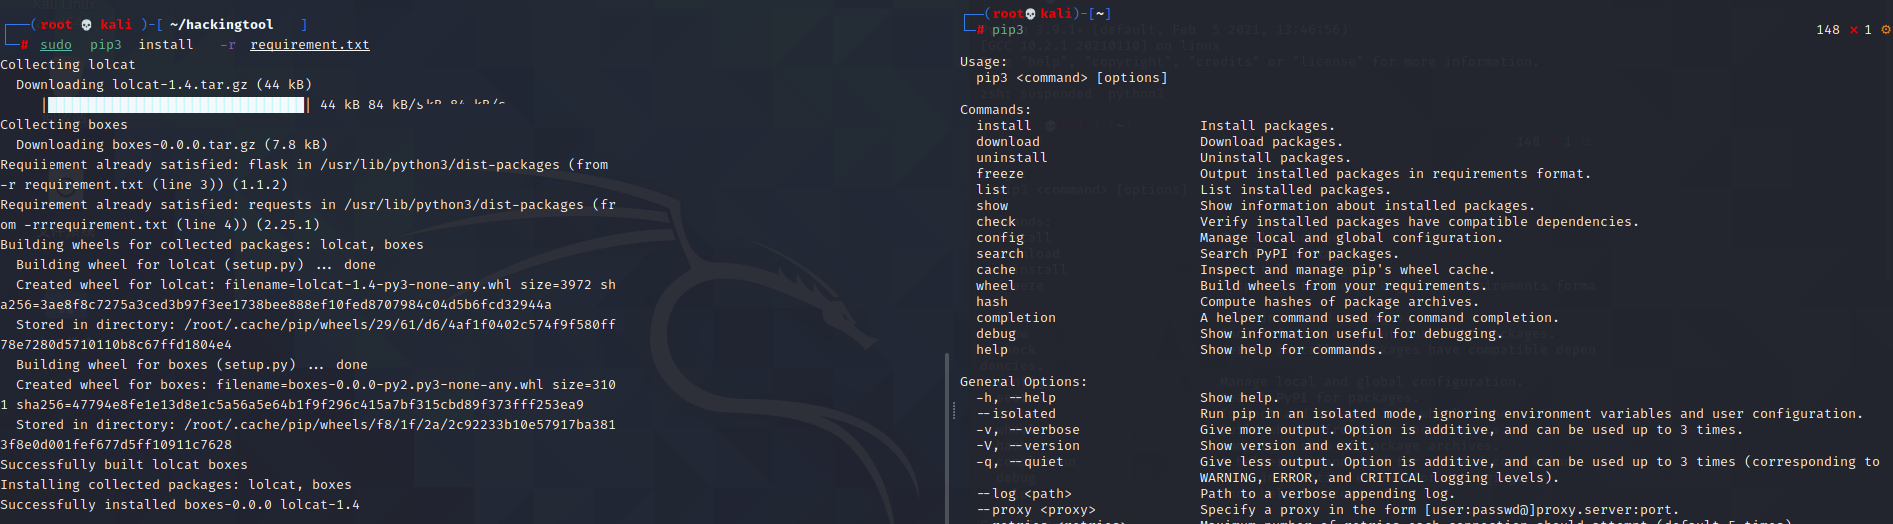 ┌──(root💀kali)-[~/hackingtool]
└─# sudo pip3 install -r requirement.txt
Collecting lolcat
Downloading lolcat-1.4.tar.gz (44 kB)
|████████████████████████████████| 44 kB 84 kB/s
Collecting boxes
Downloading boxes-0.0.0.tar.gz (7.8 kB)
Requiiement already satisfied: flask in /usr/lib/python3/dist-packages (from
-r requirement.txt (line 3)) (1.1.2)
Requirement already satisfied: requests in /usr/lib/python3/dist-packages (fr
om -rrrequirement.txt (line 4)) (2.25.1)
Building wheels for collected packages: lolcat, boxes
Building wheel for lolcat (setup.py) ... done
Created wheel for lolcat: filename=lolcat-1.4-py3-none-any.whl size=3972 sh
a256=3ae8f8c7275a3ced3b97f3ee1738bee888ef10fed8707984c04d5b6fcd32944a
Stored in directory: /root/.cache/pip/wheels/29/61/d6/4af1f0402c574f9f580ff
78e7280d5710110b8c67ffd1804e4
Building wheel for boxes (setup.py) ... done
Created wheel for boxes: filename=boxes-0.0.0-py2.py3-none-any.whl size=310
1 sha256=47794e8fe1e13d8e1c5a56a5e64b1f9f296c415a7bf315cbd89f373fff253ea9
Stored in directory: /root/.cache/pip/wheels/f8/1f/2a/2c92233b10e57917ba381
3f8e0d001fef677d5ff10911c7628
Successfully built lolcat boxes
Installing collected packages: lolcat, boxes
Successfully installed boxes-0.0.0 lolcat-1.4
┌──(root💀kali)-[~]
└─# pip3 148 ⨯ 1 ⚙
Usage:
pip3 <command> [options]
Commands:
install Install packages.
download Download packages.
uninstall Uninstall packages.
freeze Output installed packages in requirements format.
list List installed packages.
show Show information about installed packages.
check Verify installed packages have compatible dependencies.
config Manage local and global configuration.
search Search PyPI for packages.
cache Inspect and manage pip's wheel cache.
wheel Build wheels from your requirements.
hash Compute hashes of package archives.
completion A helper command used for command completion.
debug Show information useful for debugging.
help Show help for commands.
General Options:
-h, --help Show help.
--isolated Run pip in an isolated mode, ignoring environment variables and user configuration.
-v, --verbose Give more output. Option is additive, and can be used up to 3 times.
-V, --version Show version and exit.
-q, --quiet Give less output. Option is additive, and can be used up to 3 times (corresponding to
WARNING, ERROR, and CRITICAL logging levels).
--log <path> Path to a verbose appending log.
--proxy <proxy> Specify a proxy in the form [user:passwd@]proxy.server:port.